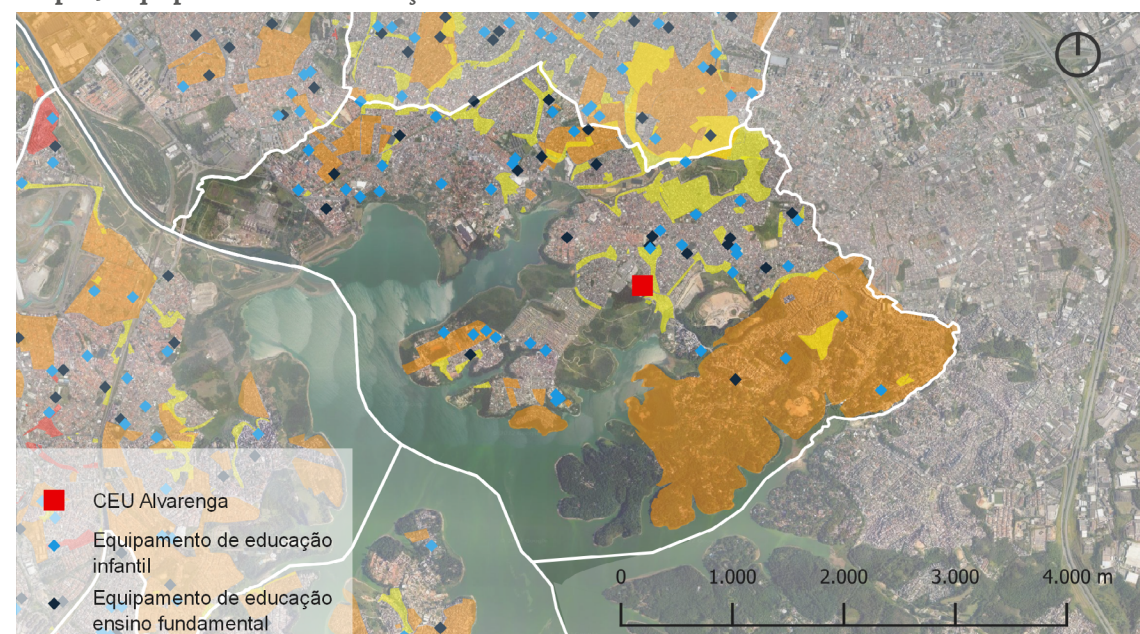 CEU Alvarenga
Equipamento de educação
infantil
Equipamento de educação
ensino fundamental
0 1.000 2.000 3.000 4.000 m